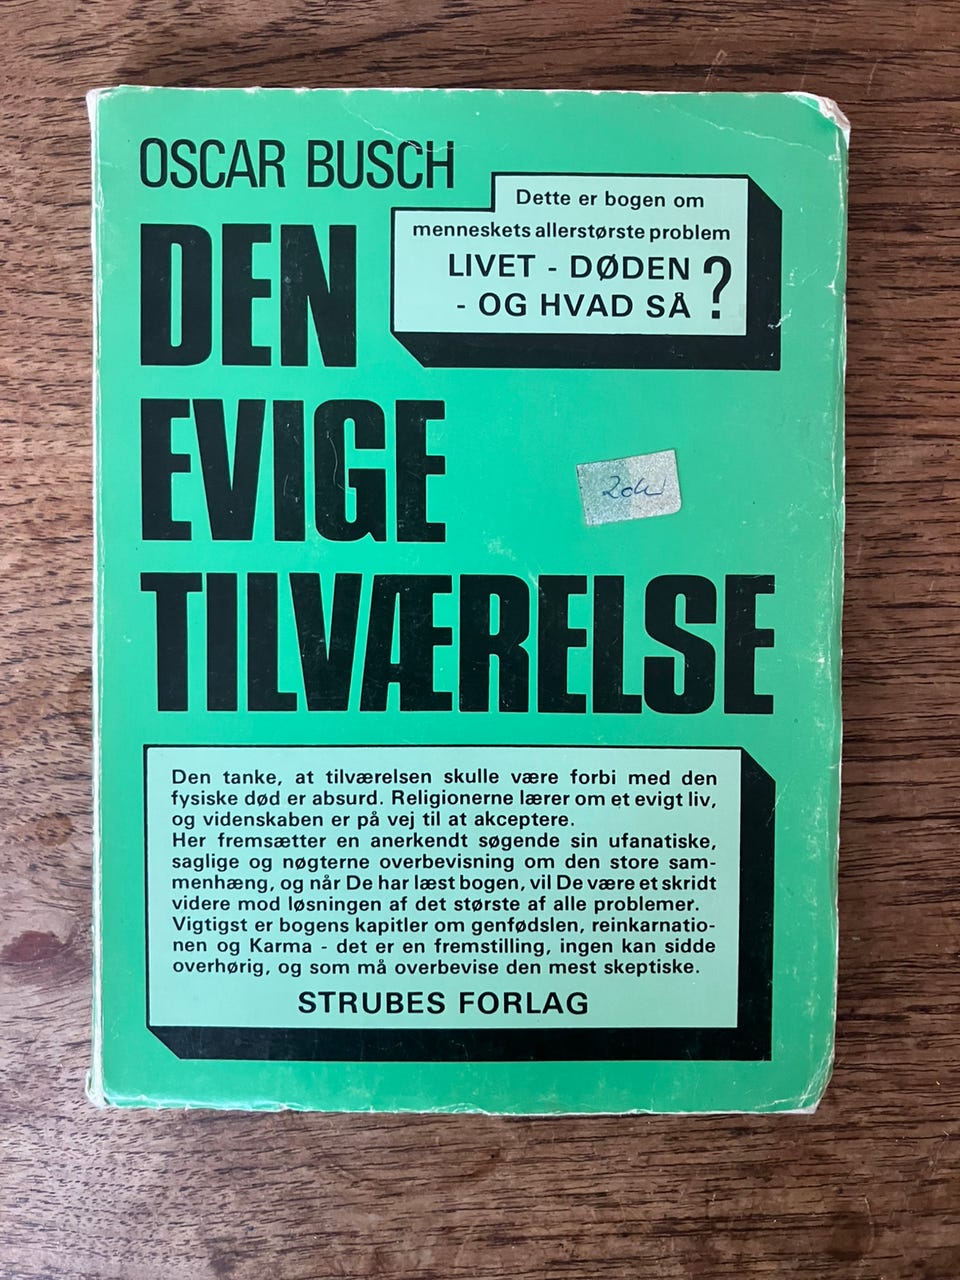 OSCAR BUSCH
DEN
EVIGE
TILVÆRELSE
Dette er bogen om
menneskets allerstørste problem
LIVET - DØDEN
- OG HVAD SÅ ?
Den tanke, at tilværelsen skulle være forbi med den
fysiske død er absurd. Religionerne lærer om et evigt liv,
og videnskaben er på vej til at akceptere.
Her fremsætter en anerkendt søgende sin ufanatiske,
saglige og nøgterne overbevisning om den store sam-
menhæng, og når De har læst bogen, vil De være et skridt
videre mod løsningen af det største af alle problemer.
Vigtigst er bogens kapitler om genfødslen, reinkarnatio-
nen og Karma - det er en fremstilling, ingen kan sidde
overhørig, og som må overbevise den mest skeptiske.
STRUBES FORLAG